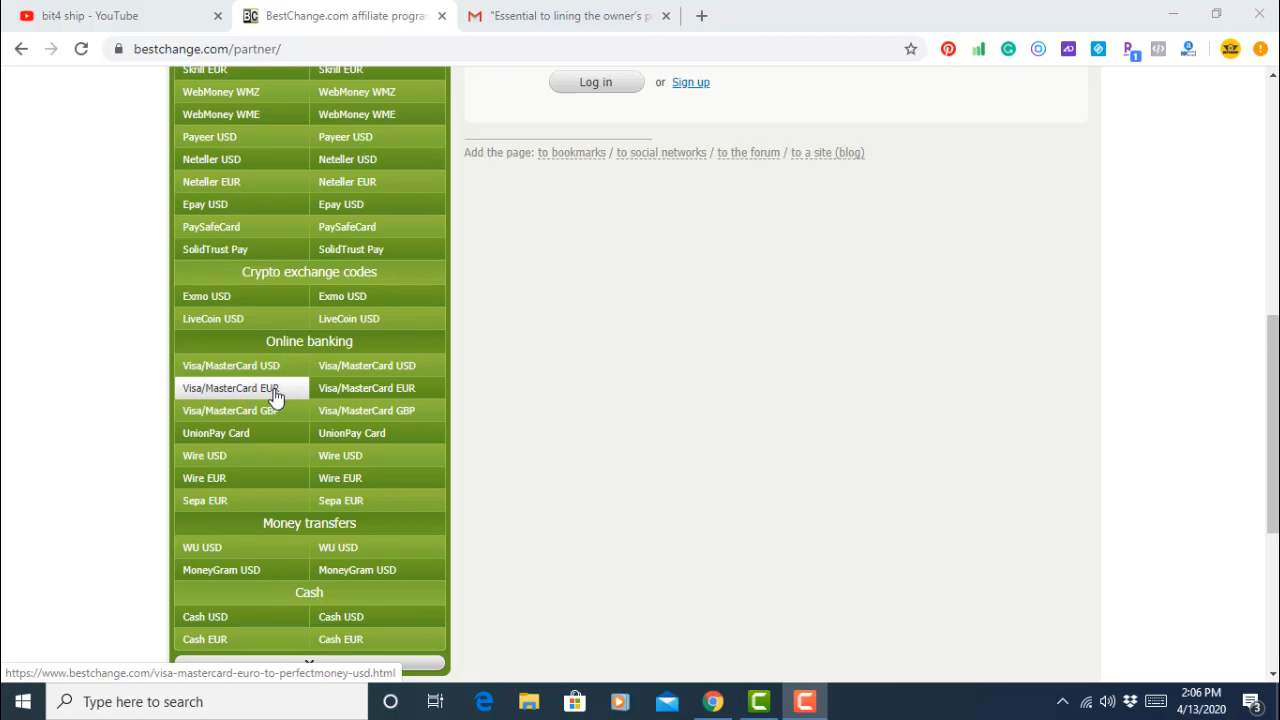 bit4 ship - YouTube
BestChange.com affiliate program
"Essential to lining the owner's p
bestchange.com/partner/
1
Skrill EUR Skrill EUR
WebMoney WMZ WebMoney WMZ
WebMoney WME WebMoney WME
Payeer USD Payeer USD
Neteller USD Neteller USD
Neteller EUR Neteller EUR
Epay USD Epay USD
PaySafeCard PaySafeCard
SolidTrust Pay SolidTrust Pay
Crypto exchange codes
Exmo USD Exmo USD
LiveCoin USD LiveCoin USD
Online banking
Visa/MasterCard USD Visa/MasterCard USD
Visa/MasterCard EUR Visa/MasterCard EUR
Visa/MasterCard GBP Visa/MasterCard GBP
UnionPay Card UnionPay Card
Wire USD Wire USD
Wire EUR Wire EUR
Sepa EUR Sepa EUR
Money transfers
WU USD WU USD
MoneyGram USD MoneyGram USD
Cash
Cash USD Cash USD
Cash EUR Cash EUR
Log in or Sign up
Add the page: to bookmarks / to social networks / to the forum / to a site (blog)
https://www.bestchange.com/visa-mastercard-euro-to-perfectmoney-usd.html
Type here to search
2:06 PM
4/13/2020
3